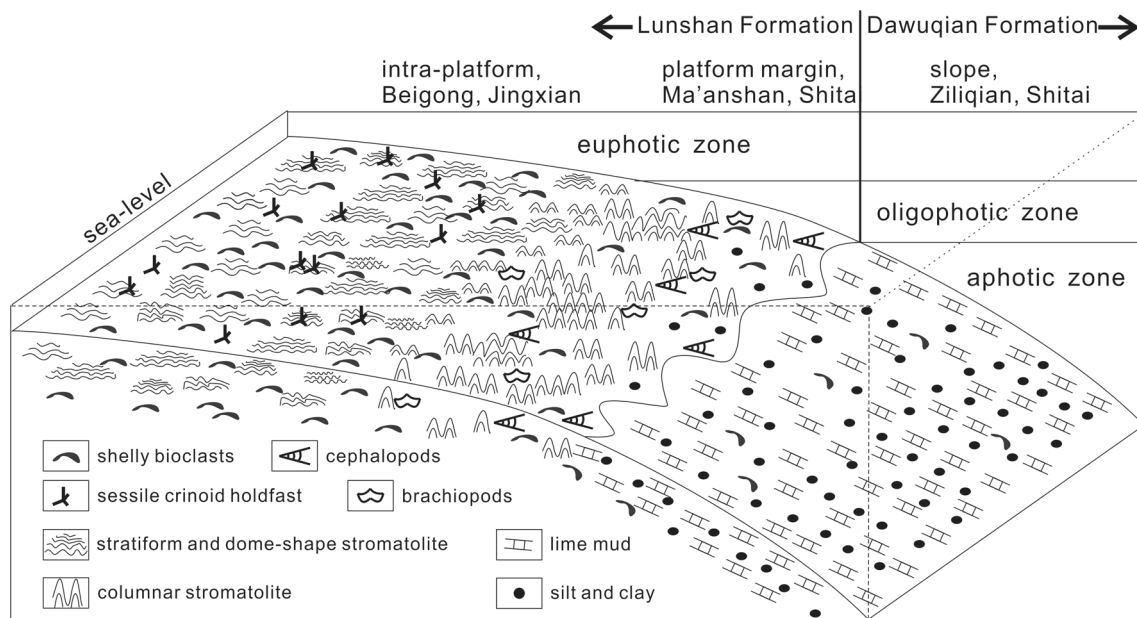 Lunshan Formation
Dawuqian Formation
intra-platform,
Beigong, Jingxian
platform margin,
Ma'anshan, Shita
slope,
Ziliqian, Shitai
euphotic zone
sea-level
oligophotic zone
aphotic zone
shelly bioclasts
cephalopods
sessile crinoid holdfast
brachiopods
stratiform and dome-shape stromatolite
lime mud
columnar stromatolite
silt and clay